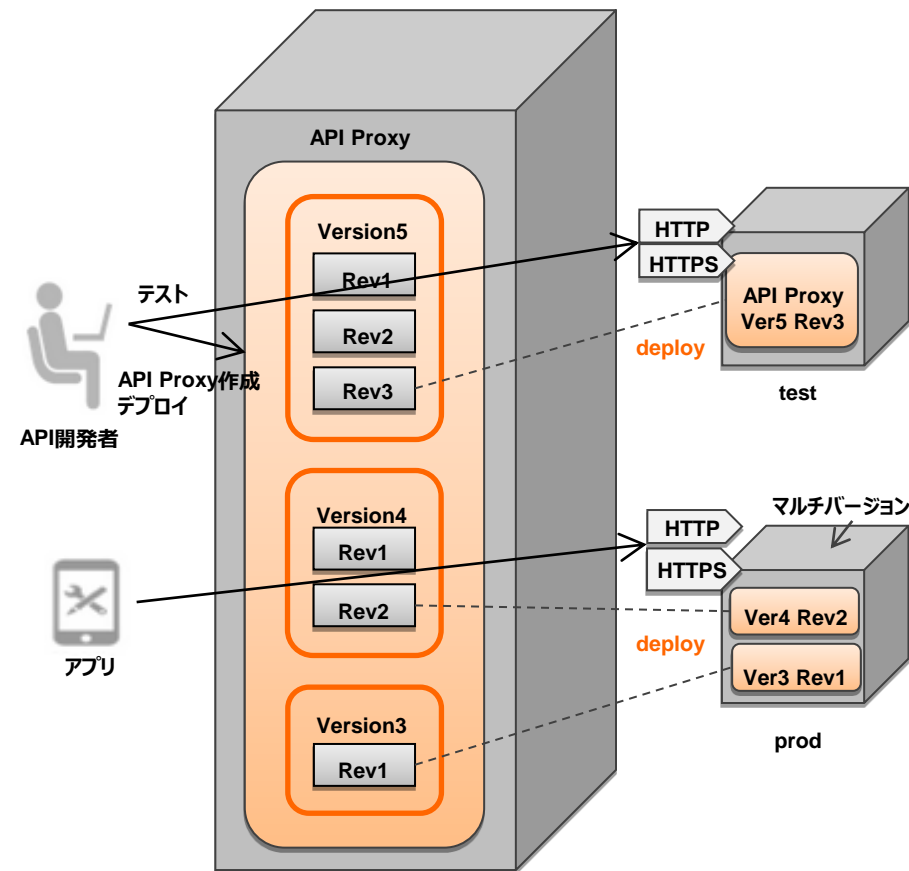 API Proxy
Version5
Rev1
Rev2
Rev3
テスト
API Proxy作成
デプロイ
API開発者
HTTP
HTTPS
API Proxy
Ver5 Rev3
deploy
test
Version4
Rev1
Rev2
アプリ
マルチバージョン
HTTP
HTTPS
Ver4 Rev2
deploy
Ver3 Rev1
prod
Version3
Rev1